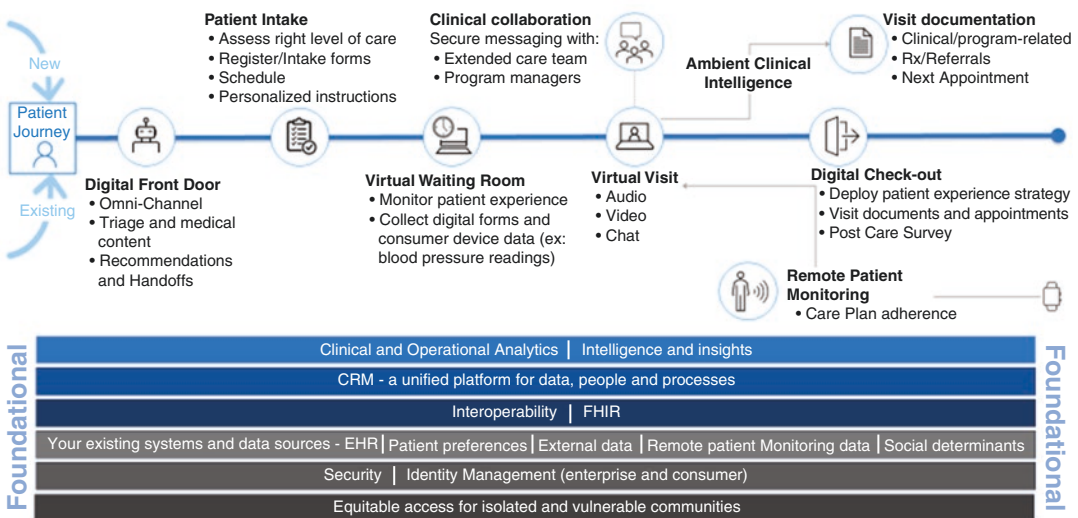 New
Patient
Journey
Existing
Patient Intake
• Assess right level of care
• Register/Intake forms
• Schedule
• Personalized instructions
Clinical collaboration
Secure messaging with:
• Extended care team
• Program managers
Ambient Clinical
Intelligence
Visit documentation
• Clinical/program-related
• Rx/Referrals
• Next Appointment
Digital Front Door
• Omni-Channel
• Triage and medical
content
• Recommendations
and Handoffs
Virtual Waiting Room
• Monitor patient experience
• Collect digital forms and
consumer device data (ex:
blood pressure readings)
Virtual Visit
• Audio
• Video
• Chat
Digital Check-out
• Deploy patient experience strategy
• Visit documents and appointments
• Post Care Survey
Remote Patient
Monitoring
• Care Plan adherence
Foundational
Clinical and Operational Analytics | Intelligence and insights
CRM - a unified platform for data, people and processes
Interoperability | FHIR
Your existing systems and data sources - EHR | Patient preferences | External data | Remote patient Monitoring data | Social determinants
Security | Identity Management (enterprise and consumer)
Equitable access for isolated and vulnerable communities
Foundational